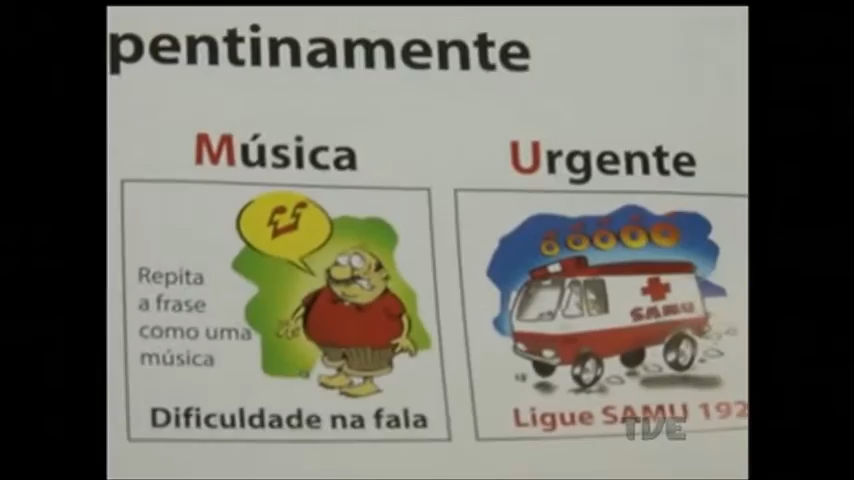 pentinamente
Música
Urgente
Repita
a frase
como uma
música
Dificuldade na fala
SAMU
Ligue SAMU 192
TVE